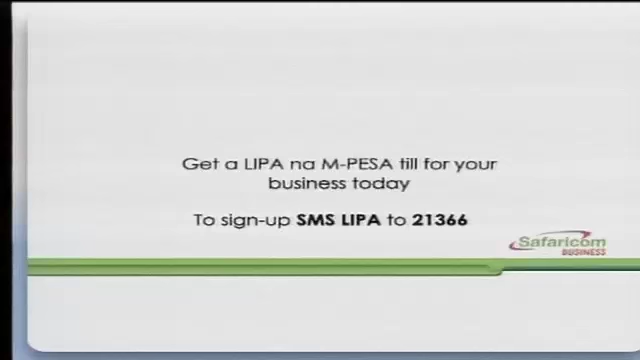 Get a LIPA na M-PESA till for your
business today
To sign-up SMS LIPA to 21366
Safaricom
BUSINESS